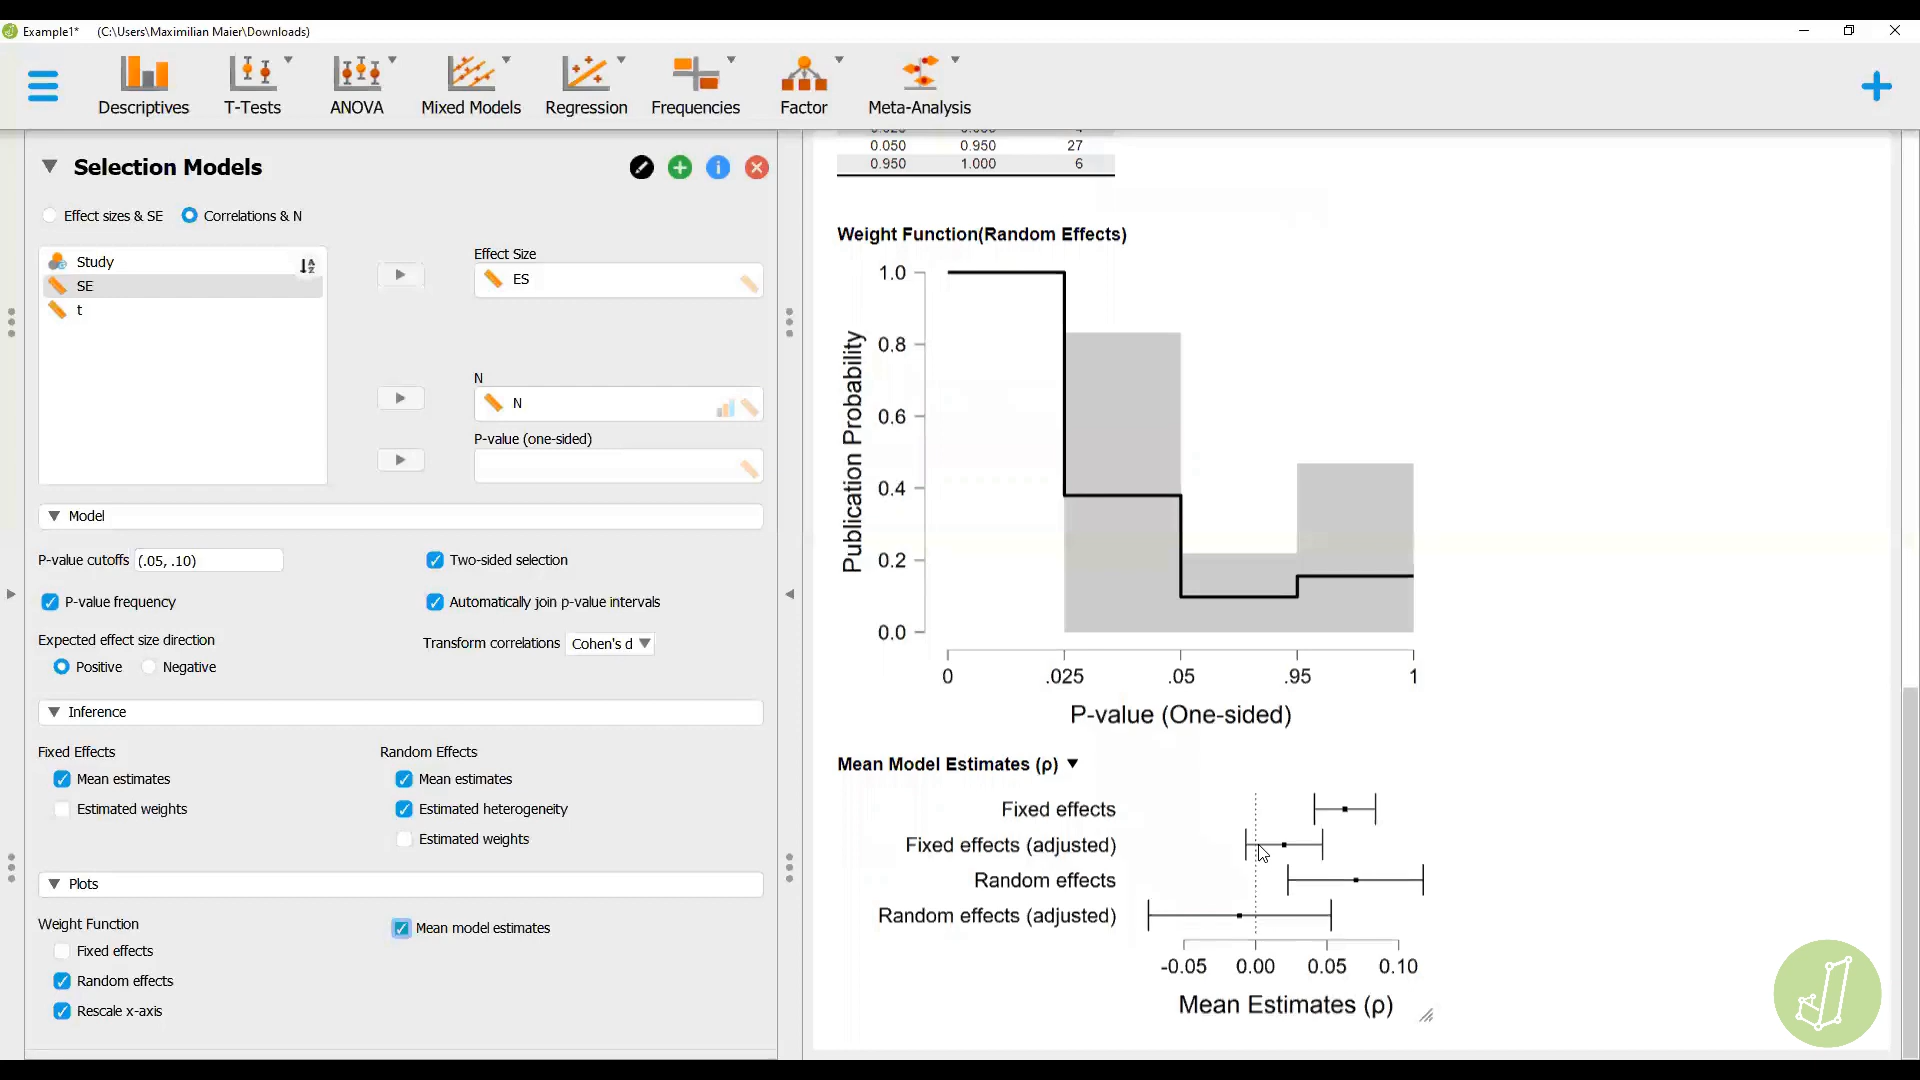 Example1* (C:\Users\Maximilian Maier\Downloads)
Descriptives T-Tests ANOVA Mixed Models Regression Frequencies Factor Meta-Analysis
Selection Models
Effect sizes & SE Correlations & N
Study
SE
t
Effect Size
ES
N
N
P-value (one-sided)
Model
P-value cutoffs (.05, .10) Two-sided selection
P-value frequency Automatically join p-value intervals
Expected effect size direction Transform correlations Cohen's d
Positive Negative
Inference
Fixed Effects Random Effects
Mean estimates Mean estimates
Estimated weights Estimated heterogeneity
Estimated weights
Plots
Weight Function Mean model estimates
Fixed effects
Random effects
Rescale x-axis
0.050 0.950 27
0.950 1.000 6
Weight Function(Random Effects)
Publication Probability
1.0
0.8
0.6
0.4
0.2
0.0
0 .025 .05 .95 1
P-value (One-sided)
Mean Model Estimates (ρ)
Fixed effects
Fixed effects (adjusted)
Random effects
Random effects (adjusted)
-0.05 0.00 0.05 0.10
Mean Estimates (ρ)